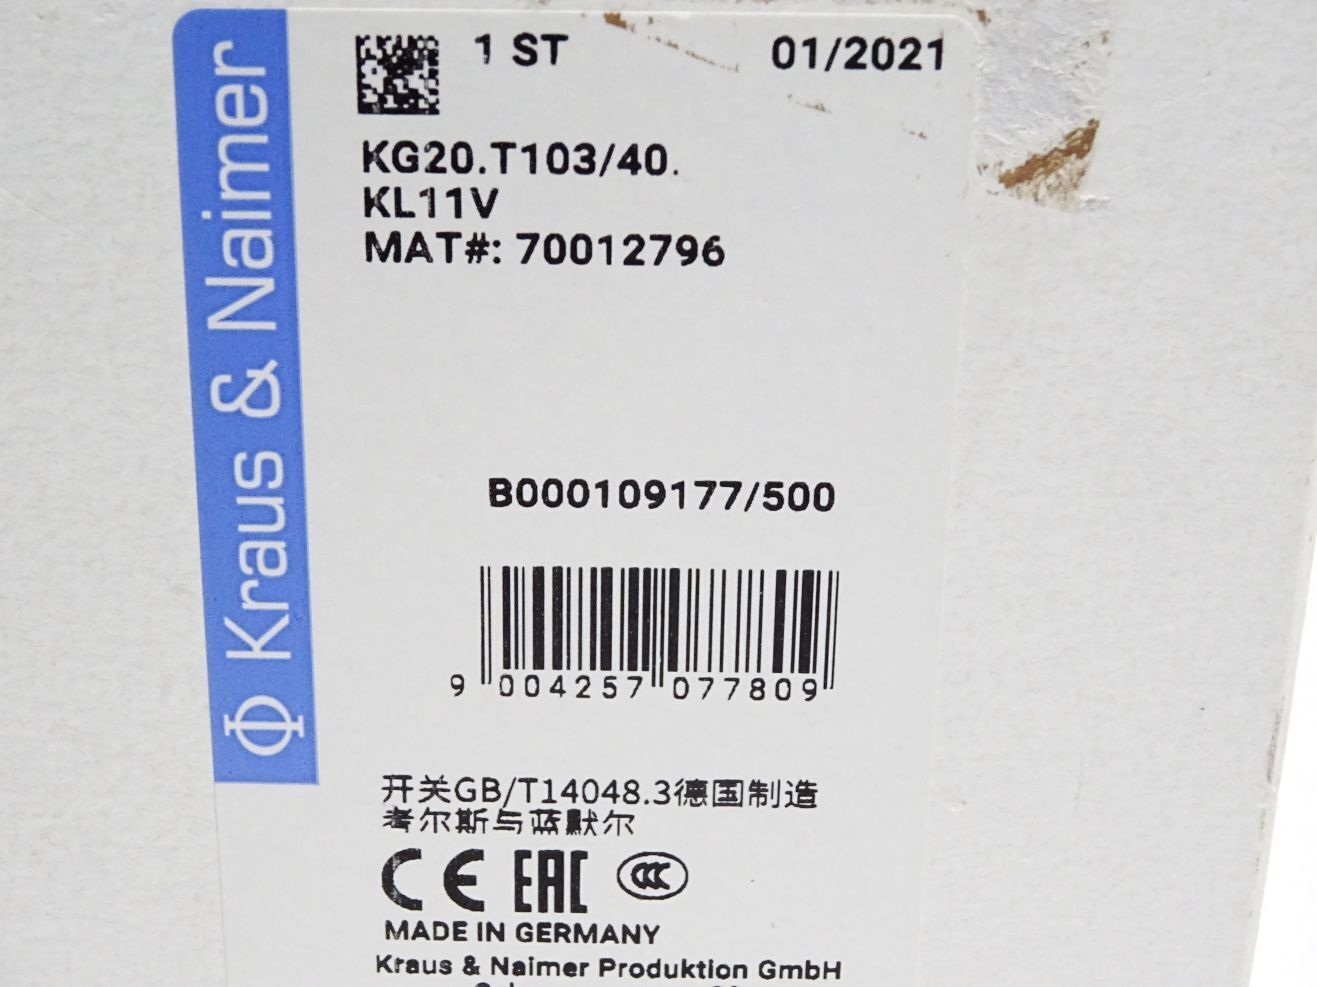 Kraus & Naimer
1 ST 01/2021
KG20.T103/40.
KL11V
MAT#: 70012796
B000109177/500
9 004257 077809
开关GB/T14048.3德国制造
考尔斯与蓝默尔
CE EAC CCC
MADE IN GERMANY
Kraus & Naimer Produktion GmbH